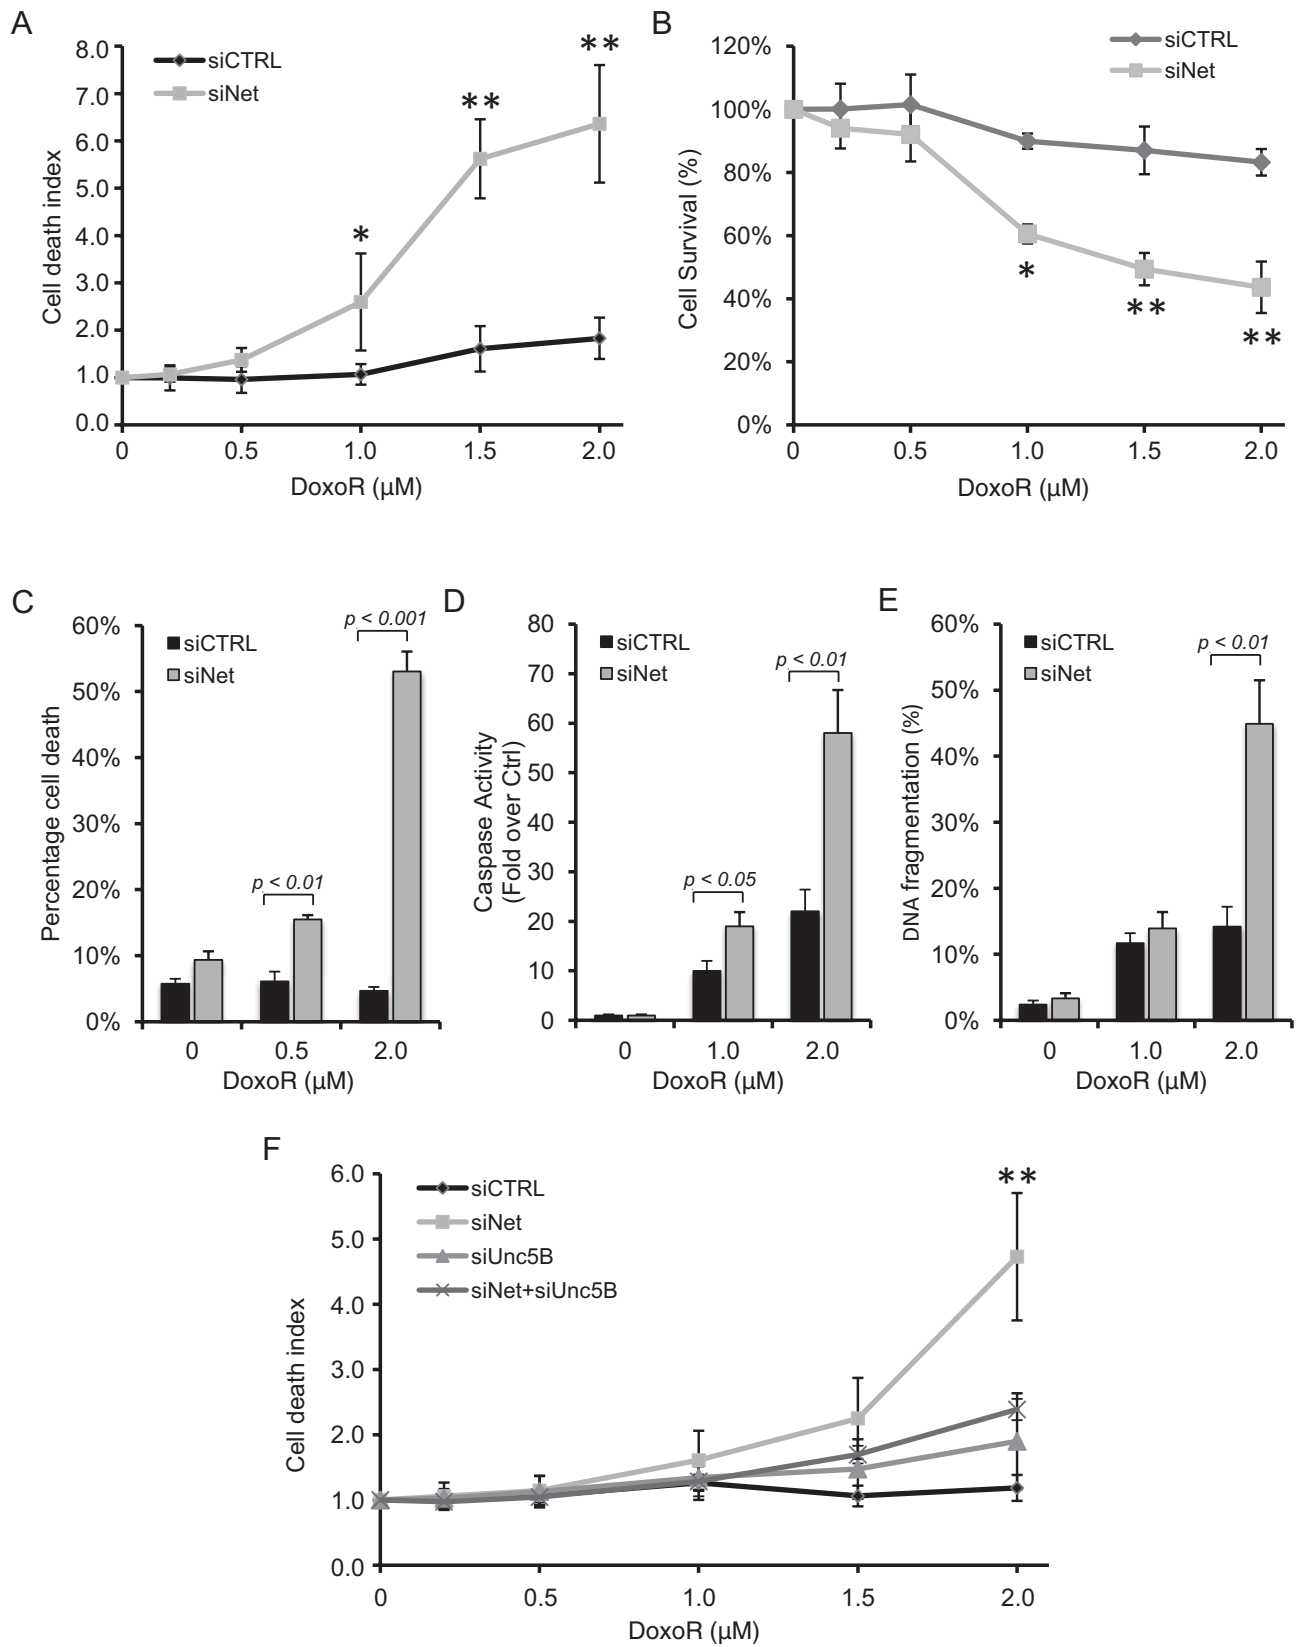 A
8.0
7.0
6.0
5.0
4.0
3.0
2.0
1.0
0.0
Cell death index
siCTRL
siNet
*
**
**
0 0.5 1.0 1.5 2.0
DoxoR (μM)
B
120%
100%
80%
60%
40%
20%
0%
Cell Survival (%)
siCTRL
siNet
*
**
**
0 0.5 1.0 1.5 2.0
DoxoR (μM)
C
60%
50%
40%
30%
20%
10%
0%
Percentage cell death
siCTRL
siNet
p < 0.01
p < 0.001
0 0.5 2.0
DoxoR (μM)
D
80
70
60
50
40
30
20
10
0
Caspase Activity
(Fold over Ctrl)
siCTRL
siNet
p < 0.05
p < 0.01
0 1.0 2.0
DoxoR (μM)
E
60%
50%
40%
30%
20%
10%
0%
DNA fragmentation (%)
siCTRL
siNet
p < 0.01
0 1.0 2.0
DoxoR (μM)
F
6.0
5.0
4.0
3.0
2.0
1.0
0.0
Cell death index
siCTRL
siNet
siUnc5B
siNet+siUnc5B
**
0 0.5 1.0 1.5 2.0
DoxoR (μM)